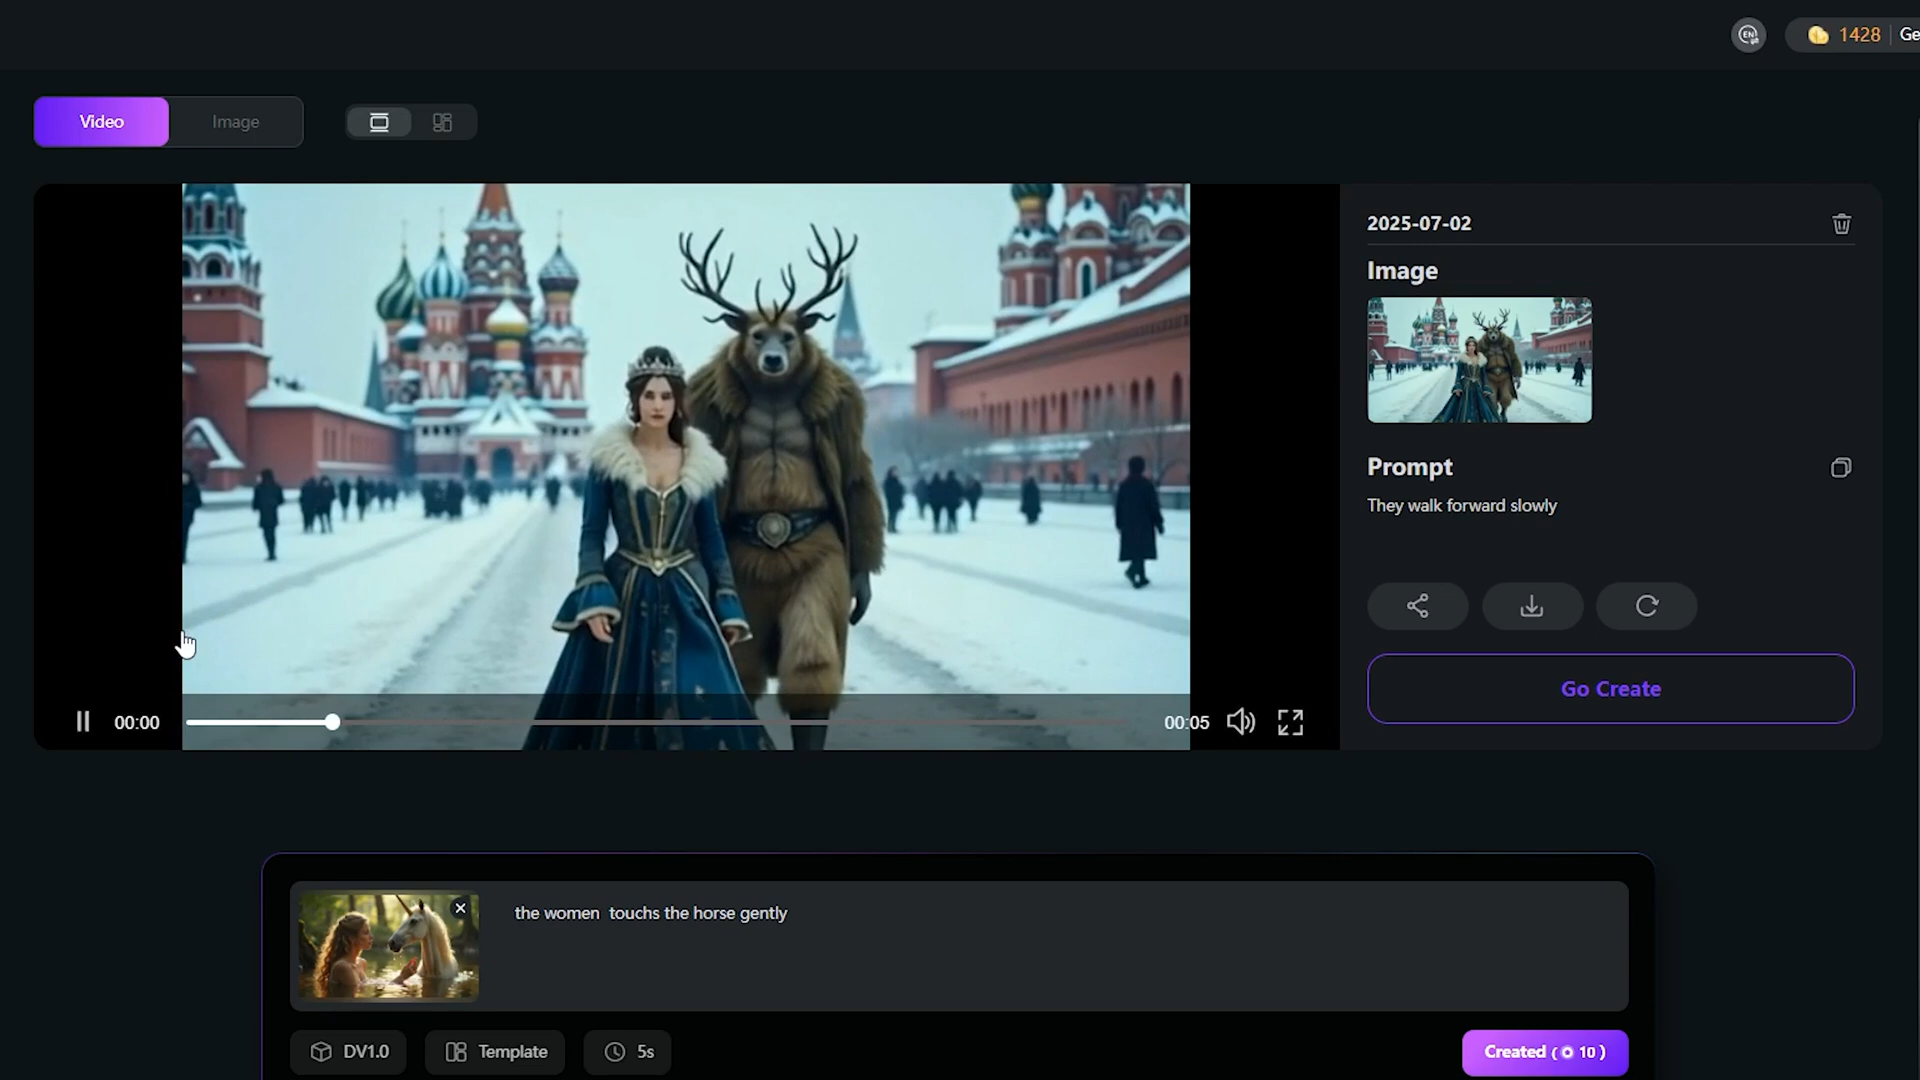 EN
1428
Ge
Video
Image
2025-07-02
Image
Prompt
They walk forward slowly
Go Create
00:00
00:05
the women  touchs the horse gently
DV1.0
Template
5s
Created ( 10 )